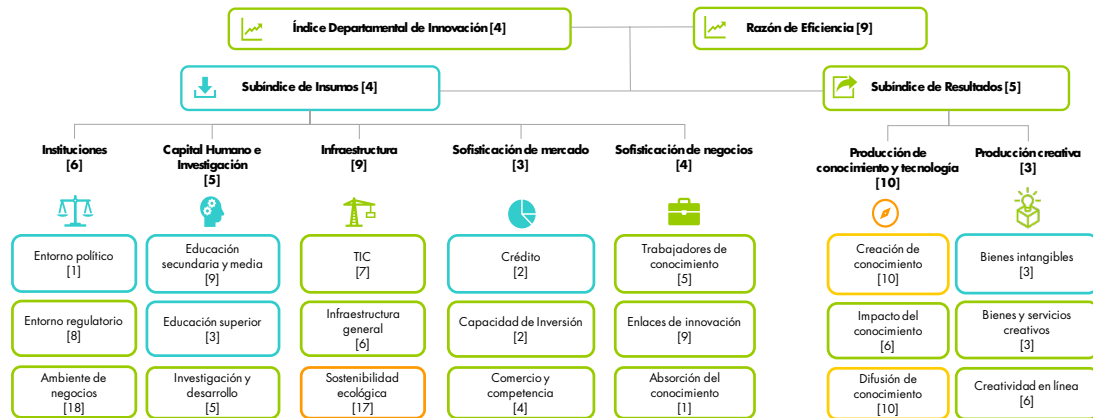 Índice Departamental de Innovación [4]
Razón de Eficiencia [9]
Subíndice de Insumos [4]
Subíndice de Resultados [5]
Instituciones
[6]
Capital Humano e
Investigación
[5]
Infraestructura
[9]
Sofisticación de mercado
[3]
Sofisticación de negocios
[4]
Producción de
conocimiento y tecnología
[10]
Producción creativa
[3]
Entorno político
[1]
Educación
secundaria y media
[9]
TIC
[7]
Crédito
[2]
Trabajadores de
conocimiento
[5]
Creación de
conocimiento
[10]
Bienes intangibles
[3]
Entorno regulatorio
[8]
Educación superior
[3]
Infraestructura
general
[6]
Capacidad de Inversión
[2]
Enlaces de innovación
[9]
Impacto del
conocimiento
[6]
Bienes y servicios
creativos
[3]
Ambiente de
negocios
[18]
Investigación y
desarrollo
[5]
Sostenibilidad
ecológica
[17]
Comercio y
competencia
[4]
Absorción del
conocimiento
[1]
Difusión de
conocimiento
[10]
Creatividad en línea
[6]